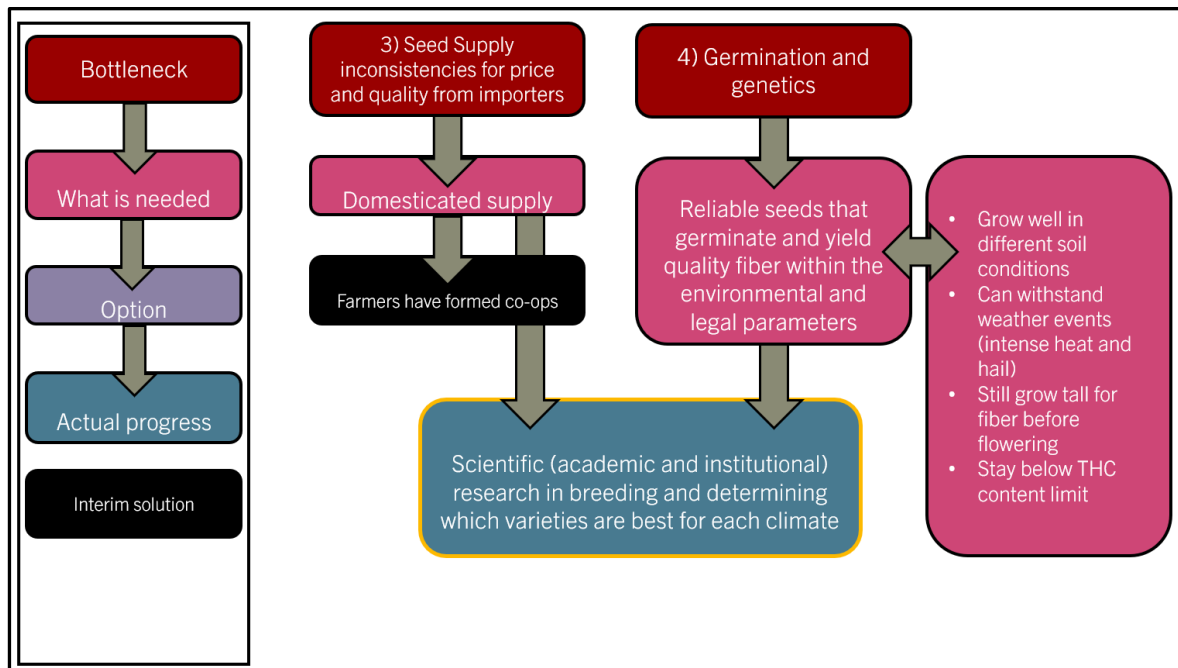 Bottleneck
What is needed
Option
Actual progress
Interim solution
3) Seed Supply
inconsistencies for price
and quality from importers
Domesticated supply
Farmers have formed co-ops
4) Germination and
genetics
Reliable seeds that
germinate and yield
quality fiber within the
environmental and
legal parameters
• Grow well in
different soil
conditions
• Can withstand
weather events
(intense heat and
hail)
• Still grow tall for
fiber before
flowering
• Stay below THC
content limit
Scientific (academic and institutional)
research in breeding and determining
which varieties are best for each climate